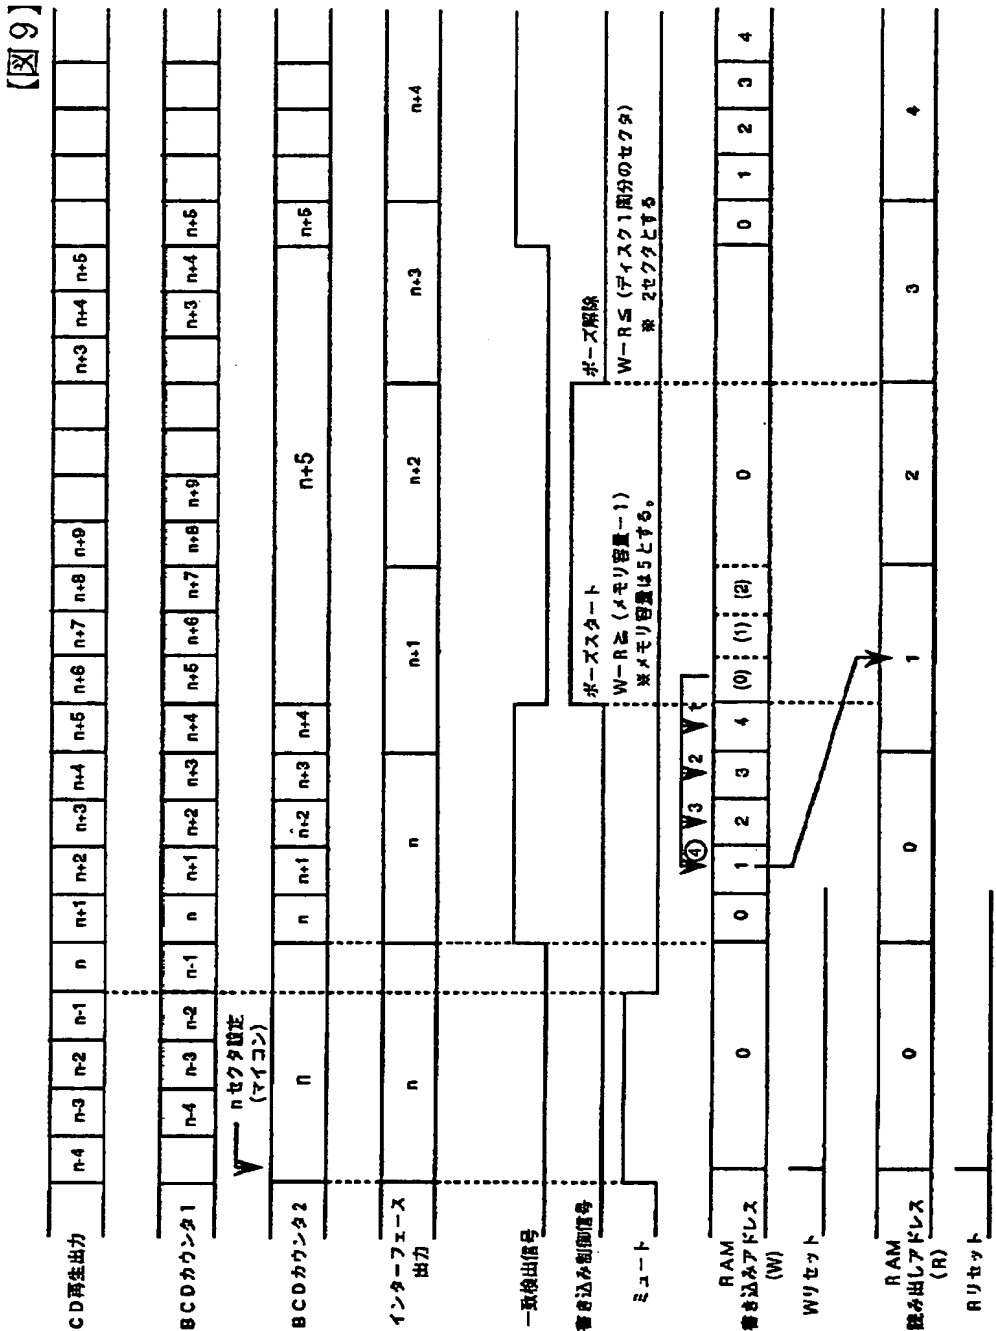 【図9】
CD再生出力
n-4 n-3 n-2 n-1 n n+1 n+2 n+3 n+4 n+5 n+6 n+7 n+8 n+9 n+3 n+4 n+5
BCDカウンタ1
n-4 n-3 n-2 n-1 n n+1 n+2 n+3 n+4 n+5 n+6 n+7 n+8 n+9 n+3 n+4 n+5
nセクタ設定
(マイコン)
BCDカウンタ2
n n n+1 n+2 n+3 n+4 n+5 n+5
インターフェース
出力
n n n+1 n+2 n+3 n+4
一致検出信号
書き込み制御信号
ポーズスタート
ポーズ解除
W-R≧(メモリ容量-1)
※メモリ容量は5とする。
W-R≦(ディスク1周分のセクタ)
※ 2セクタとする
ミュート
④ 3 2 1
RAM
書き込みアドレス
(W)
0 0 1 2 3 4 (0) (1) (2) 0 0 1 2 3 4
Wリセット
RAM
読み出しアドレス
(R)
0 0 1 2 3 4
Rリセット